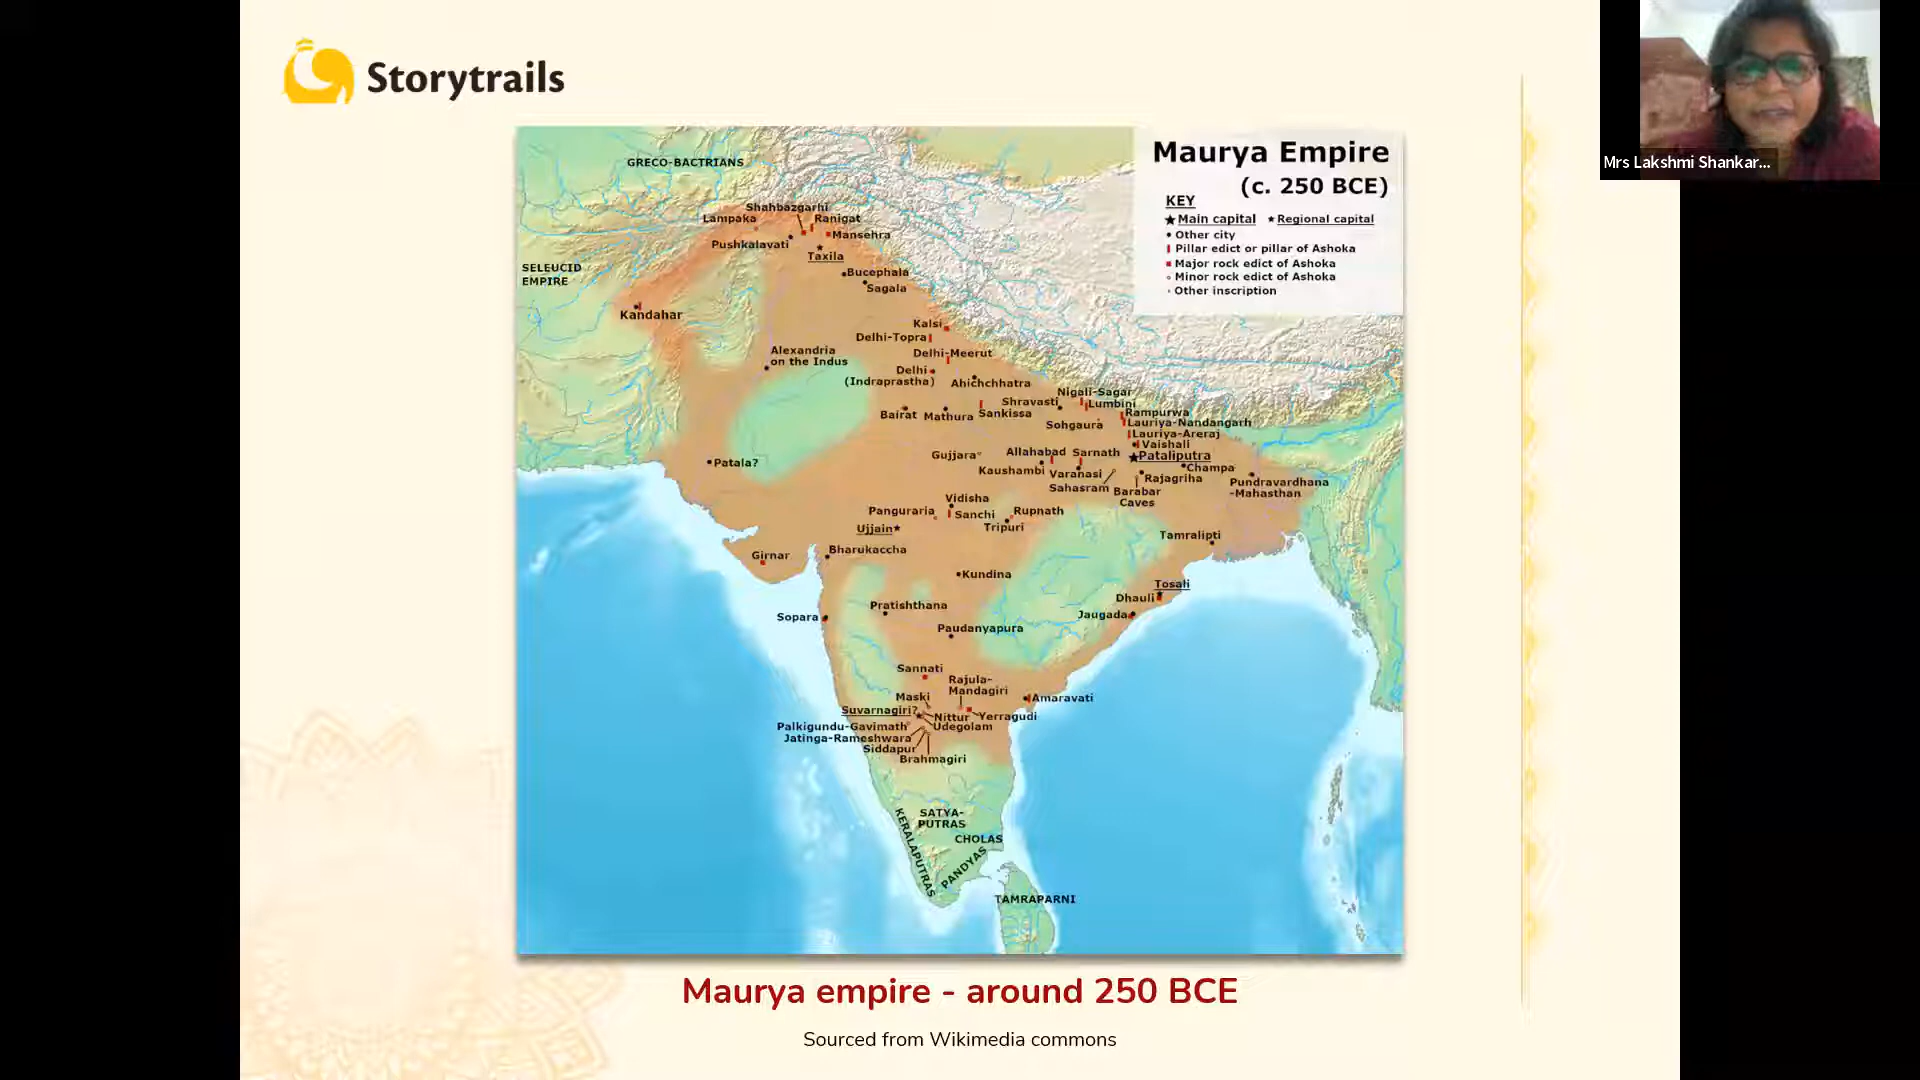 Storytrails
Mrs Lakshmi Shankar...
Maurya Empire
(c. 250 BCE)
KEY
Main capital
Regional capital
Other city
Pillar edict or pillar of Ashoka
Major rock edict of Ashoka
Minor rock edict of Ashoka
Other inscription
GRECO-BACTRIANS
Shahbazgarhi
Lampaka
Ranigat
Pushkalavati
Mansehra
Taxila
SELEUCID
EMPIRE
Bucephala
Sagala
Kandahar
Kalsi
Delhi-Topra
Alexandria
on the Indus
Delhi-Meerut
Delhi
(Indraprastha)
Ahichchhatra
Nigali-Sagar
Shravasti
Lumbini
Bairat
Mathura
Sankissa
Rampurwa
Sohgaura
Lauriya-Nandangarh
Lauriya-Areraj
Vaishali
Gujjara
Allahabad
Sarnath
Pataliputra
Patala?
Kaushambi
Varanasi
Champa
Rajagriha
Sahasram
Barabar
Caves
Pundravardhana
-Mahasthan
Vidisha
Panguraria
Sanchi
Rupnath
Ujjain
Tripuri
Tamralipti
Girnar
Bharukaccha
Kundina
Tosali
Dhauli
Pratishthana
Jaugada
Sopara
Paudanyapura
Sannati
Rajula-
Mandagiri
Maski
Amaravati
Suvarnagiri?
Nittur
Yerragudi
Palkigundu-Gavimath
Udegolam
Jatinga-Rameshwara
Siddapur
Brahmagiri
SATYA-
PUTRAS
KERALAPUTRAS
CHOLAS
PANDYAS
TAMRAPARNI
Maurya empire - around 250 BCE
Sourced from Wikimedia commons